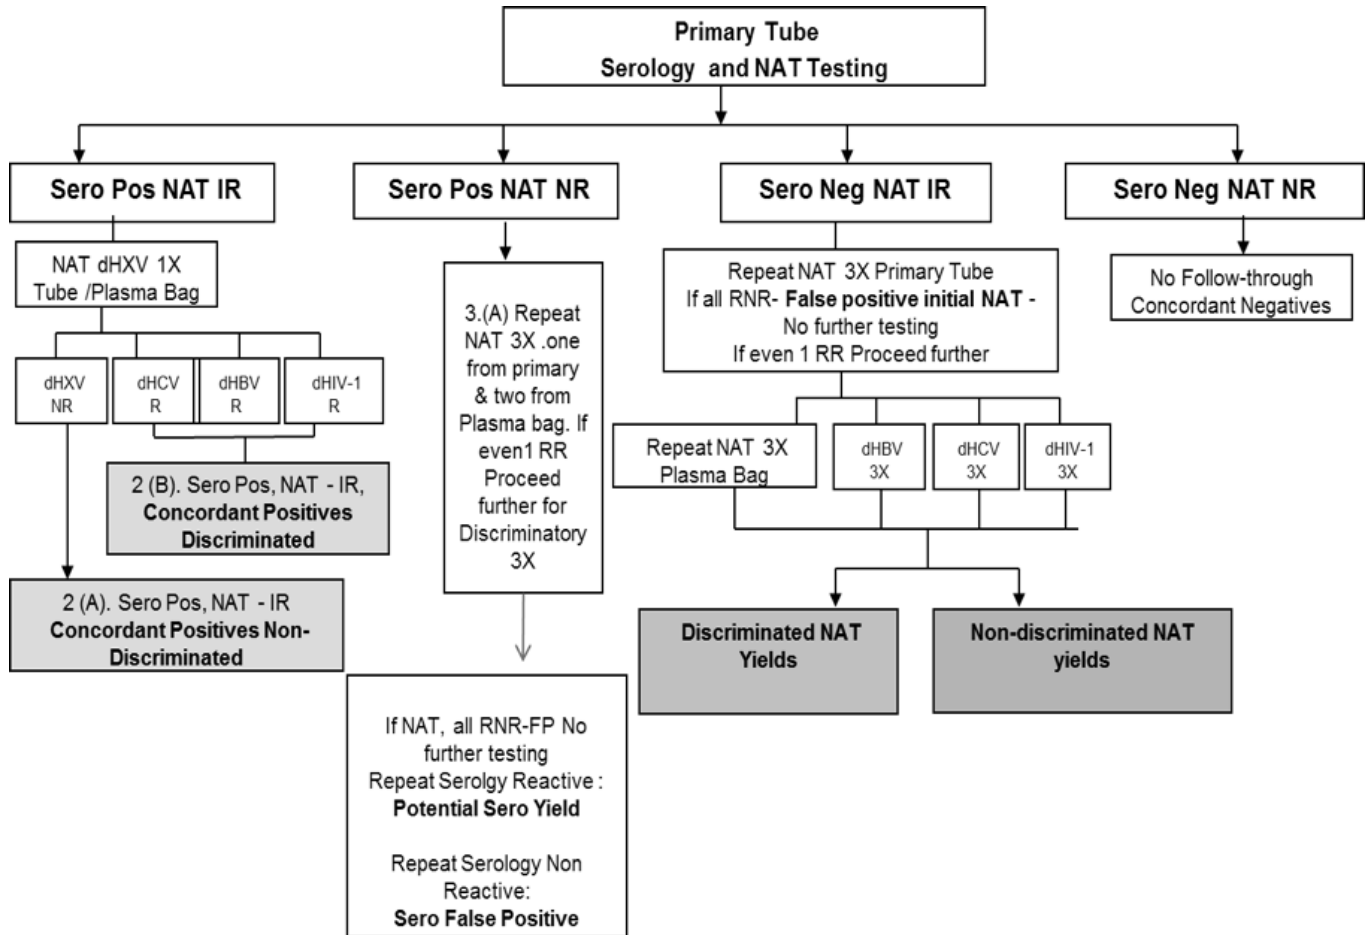 Primary Tube
Serology and NAT Testing
Sero Pos NAT IR
Sero Pos NAT NR
Sero Neg NAT IR
Sero Neg NAT NR
NAT dHXV 1X
Tube /Plasma Bag
dHXV
NR
dHCV
R
dHBV
R
dHIV-1
R
2 (B). Sero Pos, NAT - IR,
Concordant Positives
Discriminated
2 (A). Sero Pos, NAT - IR
Concordant Positives Non-
Discriminated
3.(A) Repeat
NAT 3X .one
from primary
& two from
Plasma bag. If
even1 RR
Proceed
further for
Discriminatory
3X
If NAT, all RNR-FP No
further testing
Repeat Serolgy Reactive :
Potential Sero Yield
Repeat Serology Non
Reactive:
Sero False Positive
Repeat NAT 3X Primary Tube
If all RNR- False positive initial NAT -
No further testing
If even 1 RR Proceed further
Repeat NAT 3X
Plasma Bag
dHBV
3X
dHCV
3X
dHIV-1
3X
Discriminated NAT
Yields
Non-discriminated NAT
yields
No Follow-through
Concordant Negatives